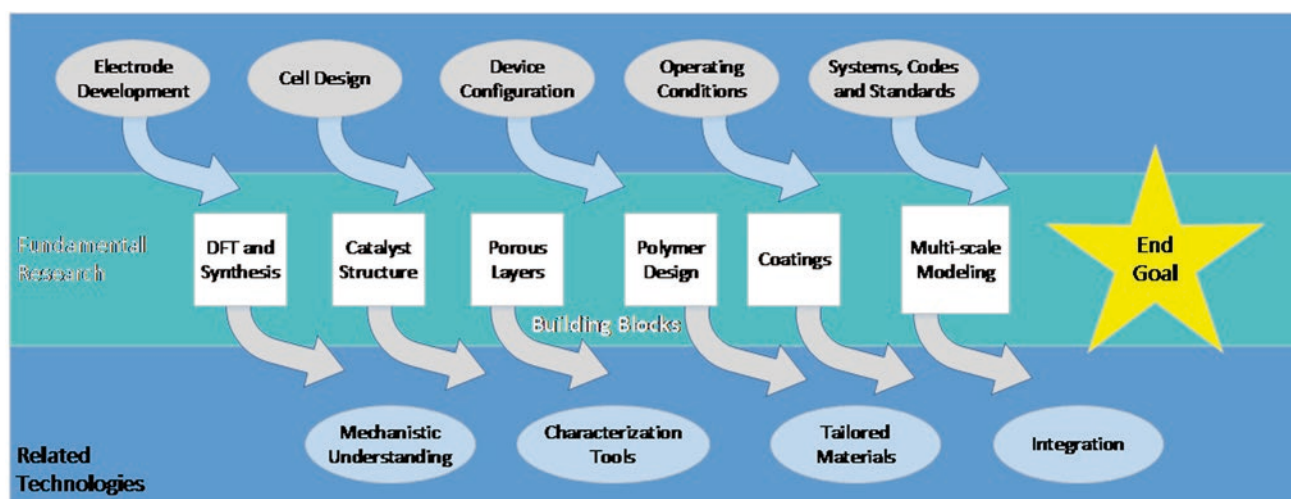 Electrode
Development
Cell Design
Device
Configuration
Operating
Conditions
Systems, Codes
and Standards
Fundamental
Research
DFT and
Synthesis
Catalyst
Structure
Porous
Layers
Polymer
Design
Coatings
Multi-scale
Modeling
End
Goal
Building Blocks
Mechanistic
Understanding
Characterization
Tools
Tailored
Materials
Integration
Related
Technologies